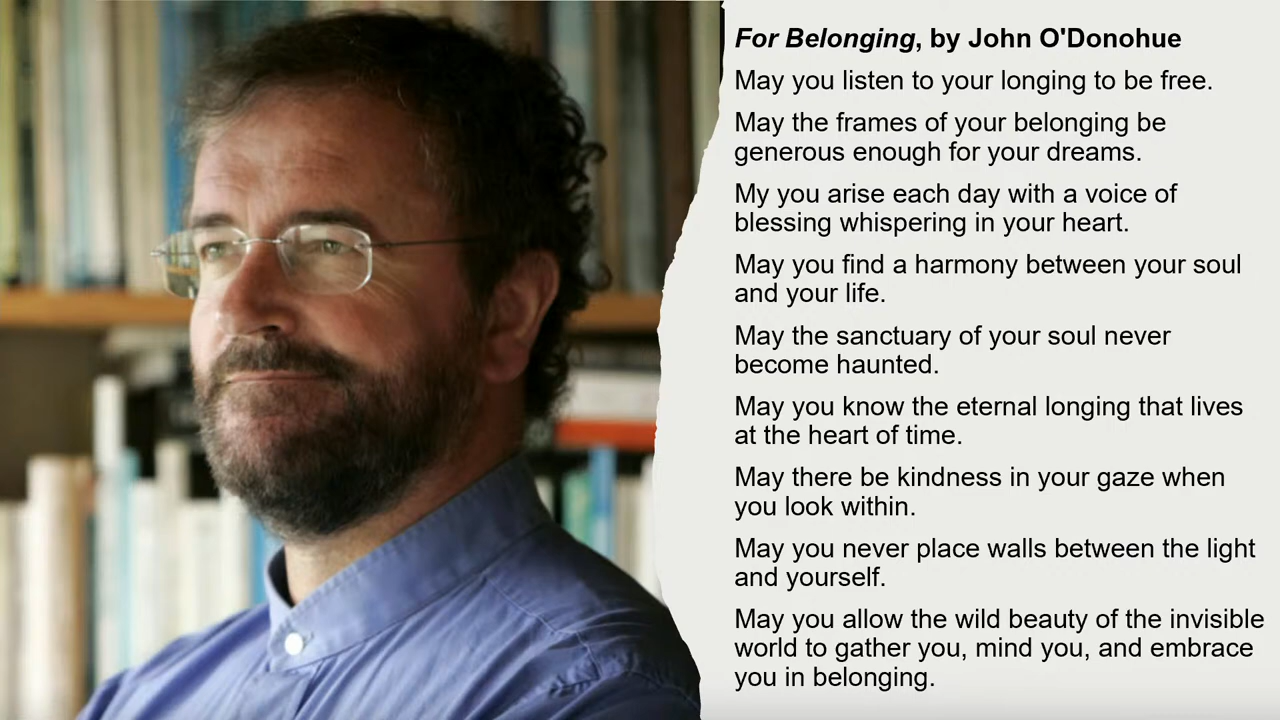 For Belonging, by John O'Donohue
May you listen to your longing to be free.
May the frames of your belonging be
generous enough for your dreams.
My you arise each day with a voice of
blessing whispering in your heart.
May you find a harmony between your soul
and your life.
May the sanctuary of your soul never
become haunted.
May you know the eternal longing that lives
at the heart of time.
May there be kindness in your gaze when
you look within.
May you never place walls between the light
and yourself.
May you allow the wild beauty of the invisible
world to gather you, mind you, and embrace
you in belonging.